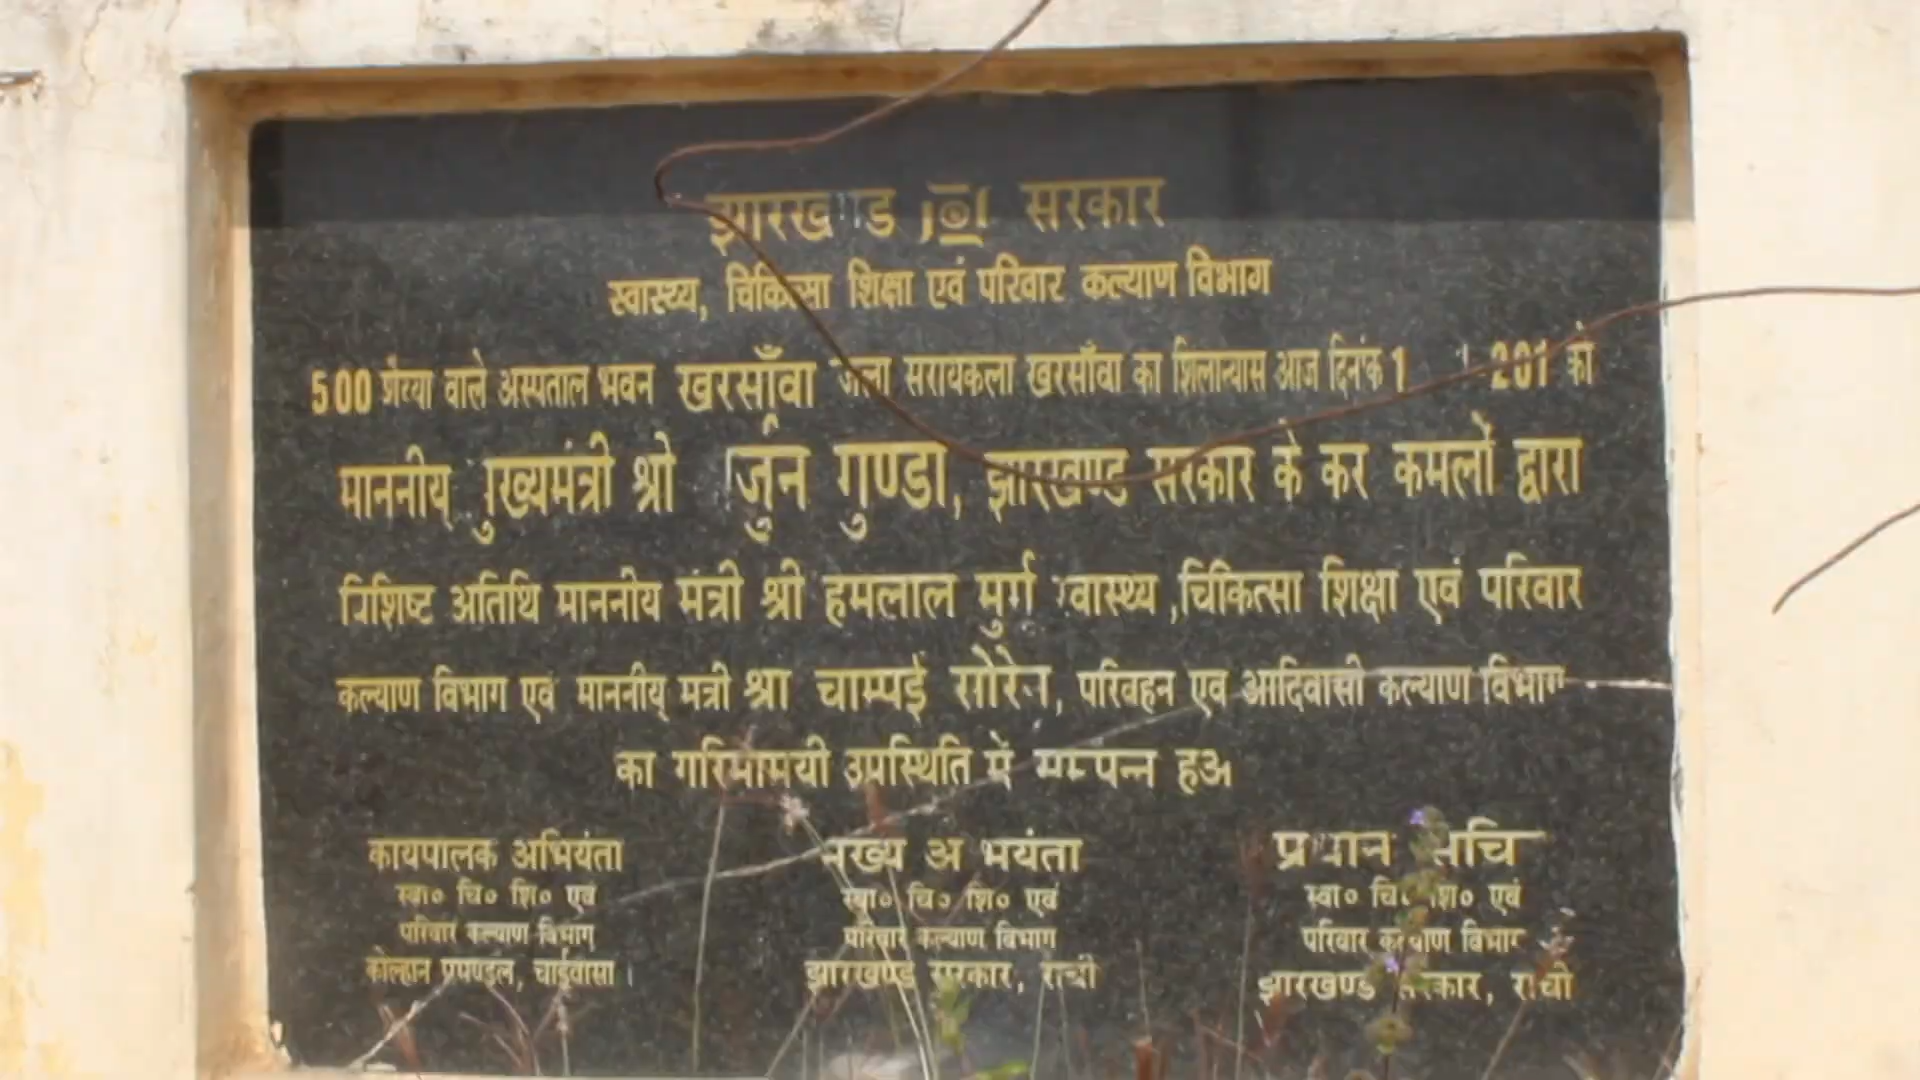 झारखण्ड सरकार
स्वास्थ्य, चिकित्सा शिक्षा एवं परिवार कल्याण विभाग
500 शैय्या वाले अस्पताल भवन खरसाँवा जिला सरायकेला खरसाँवा का शिलान्यास आज दिनांक को
माननीय मुख्यमंत्री श्री अर्जुन मुण्डा, झारखण्ड सरकार के कर कमलों द्वारा
विशिष्ट अतिथि माननीय मंत्री श्री हेमलाल मुर्मू स्वास्थ्य ,चिकित्सा शिक्षा एवं परिवार
कल्याण विभाग एवं माननीय मंत्री श्री चाम्पई सोरेन, परिवहन एवं आदिवासी कल्याण विभाग
की गरिमामयी उपस्थिति में सम्पन्न हुआ
कार्यपालक अभियंता
स्वा० चि० शि० एवं
परिवार कल्याण विभाग
कोल्हान प्रमण्डल, चाईवासा।
मुख्य अभियंता
स्वा० चि० शि० एवं
परिवार कल्याण विभाग
झारखण्ड सरकार, राँची
प्रधान सचिव
स्वा० चि० शि० एवं
परिवार कल्याण विभाग
झारखण्ड सरकार, राँची